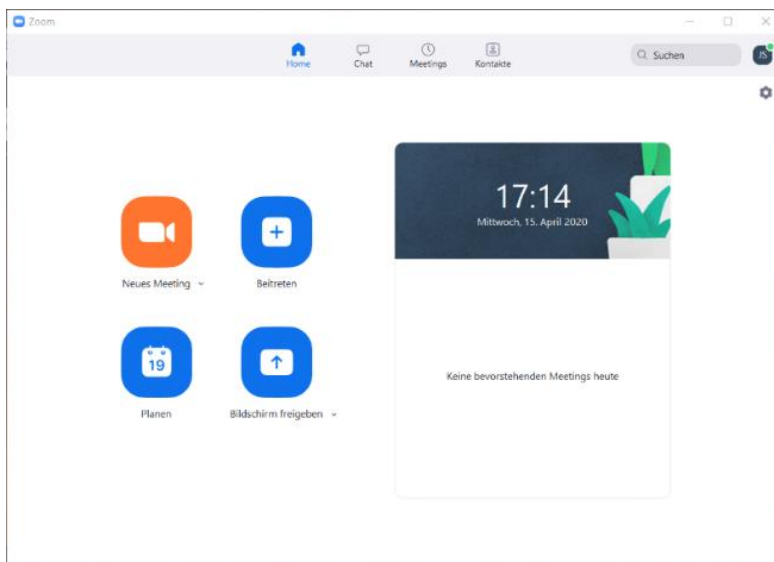 Zoom
Home
Chat
Meetings
Kontakte
Suchen
JS
17:14
Mittwoch, 15. April 2020
Neues Meeting
Beitreten
19
Planen
Bildschirm freigeben
Keine bevorstehenden Meetings heute